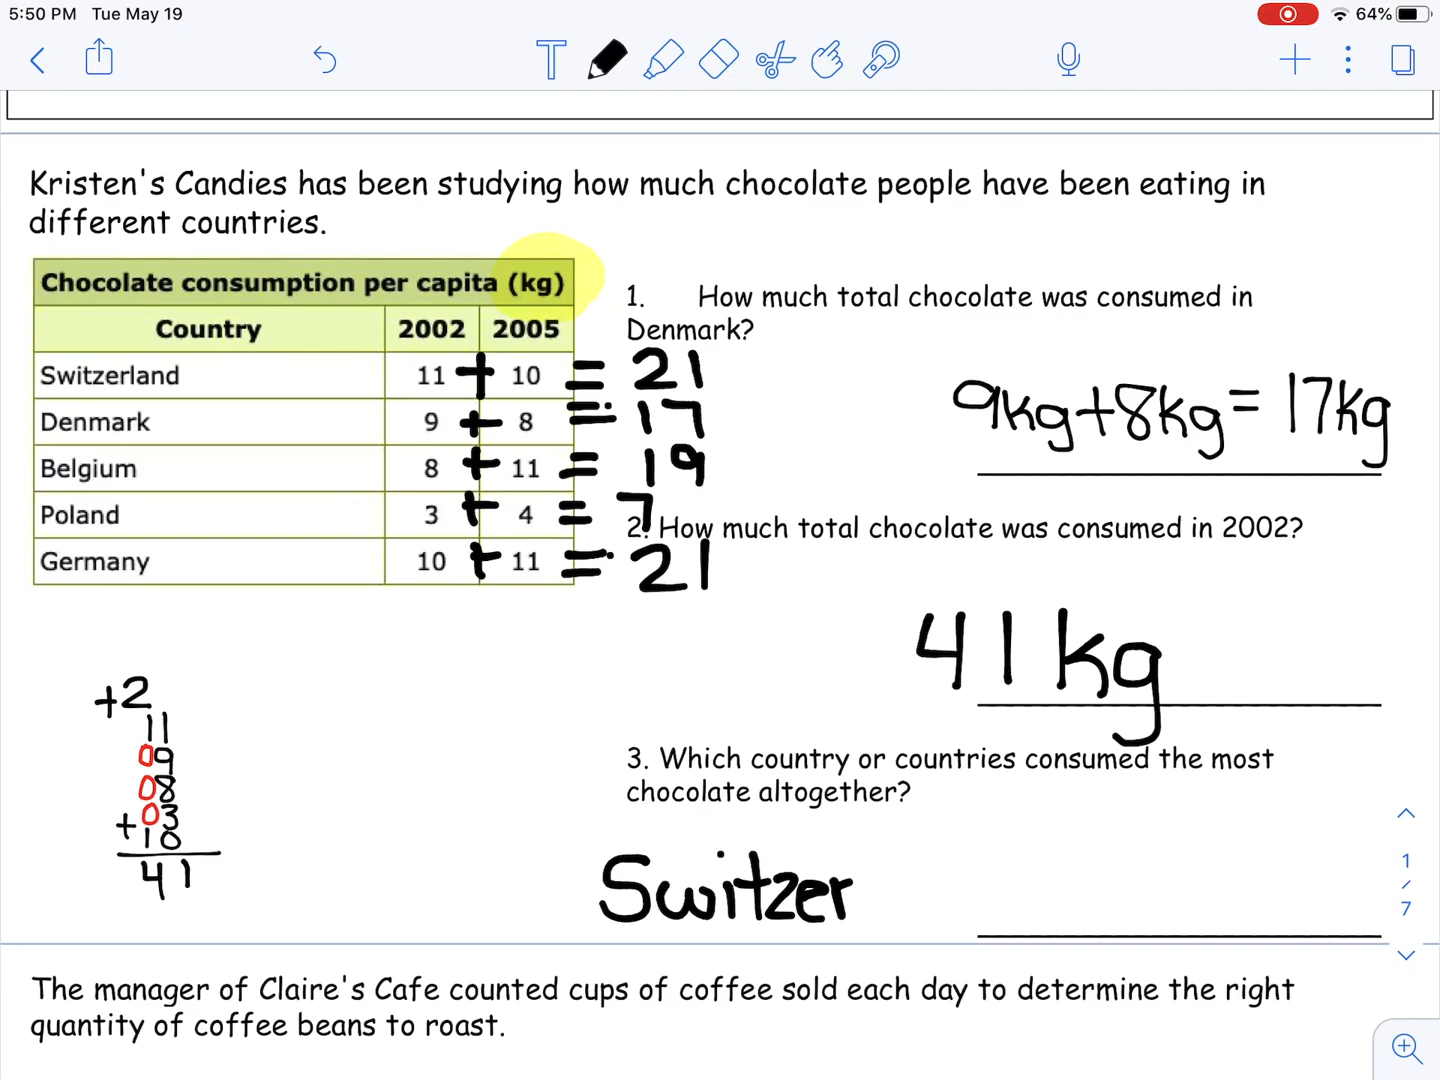 5:50 PM Tue May 19
64%
Kristen's Candies has been studying how much chocolate people have been eating in
different countries.
Chocolate consumption per capita (kg)
Country 2002 2005
Switzerland 11 + 10 = 21
Denmark 9 + 8 = 17
Belgium 8 + 11 = 19
Poland 3 + 4 = 7
Germany 10 + 11 = 21
1. How much total chocolate was consumed in
Denmark?
9kg+8kg = 17kg
2. How much total chocolate was consumed in 2002?
41 kg
+2
11
09
08
03
+10
41
3. Which country or countries consumed the most
chocolate altogether?
Switzer
1
/
7
The manager of Claire's Cafe counted cups of coffee sold each day to determine the right
quantity of coffee beans to roast.